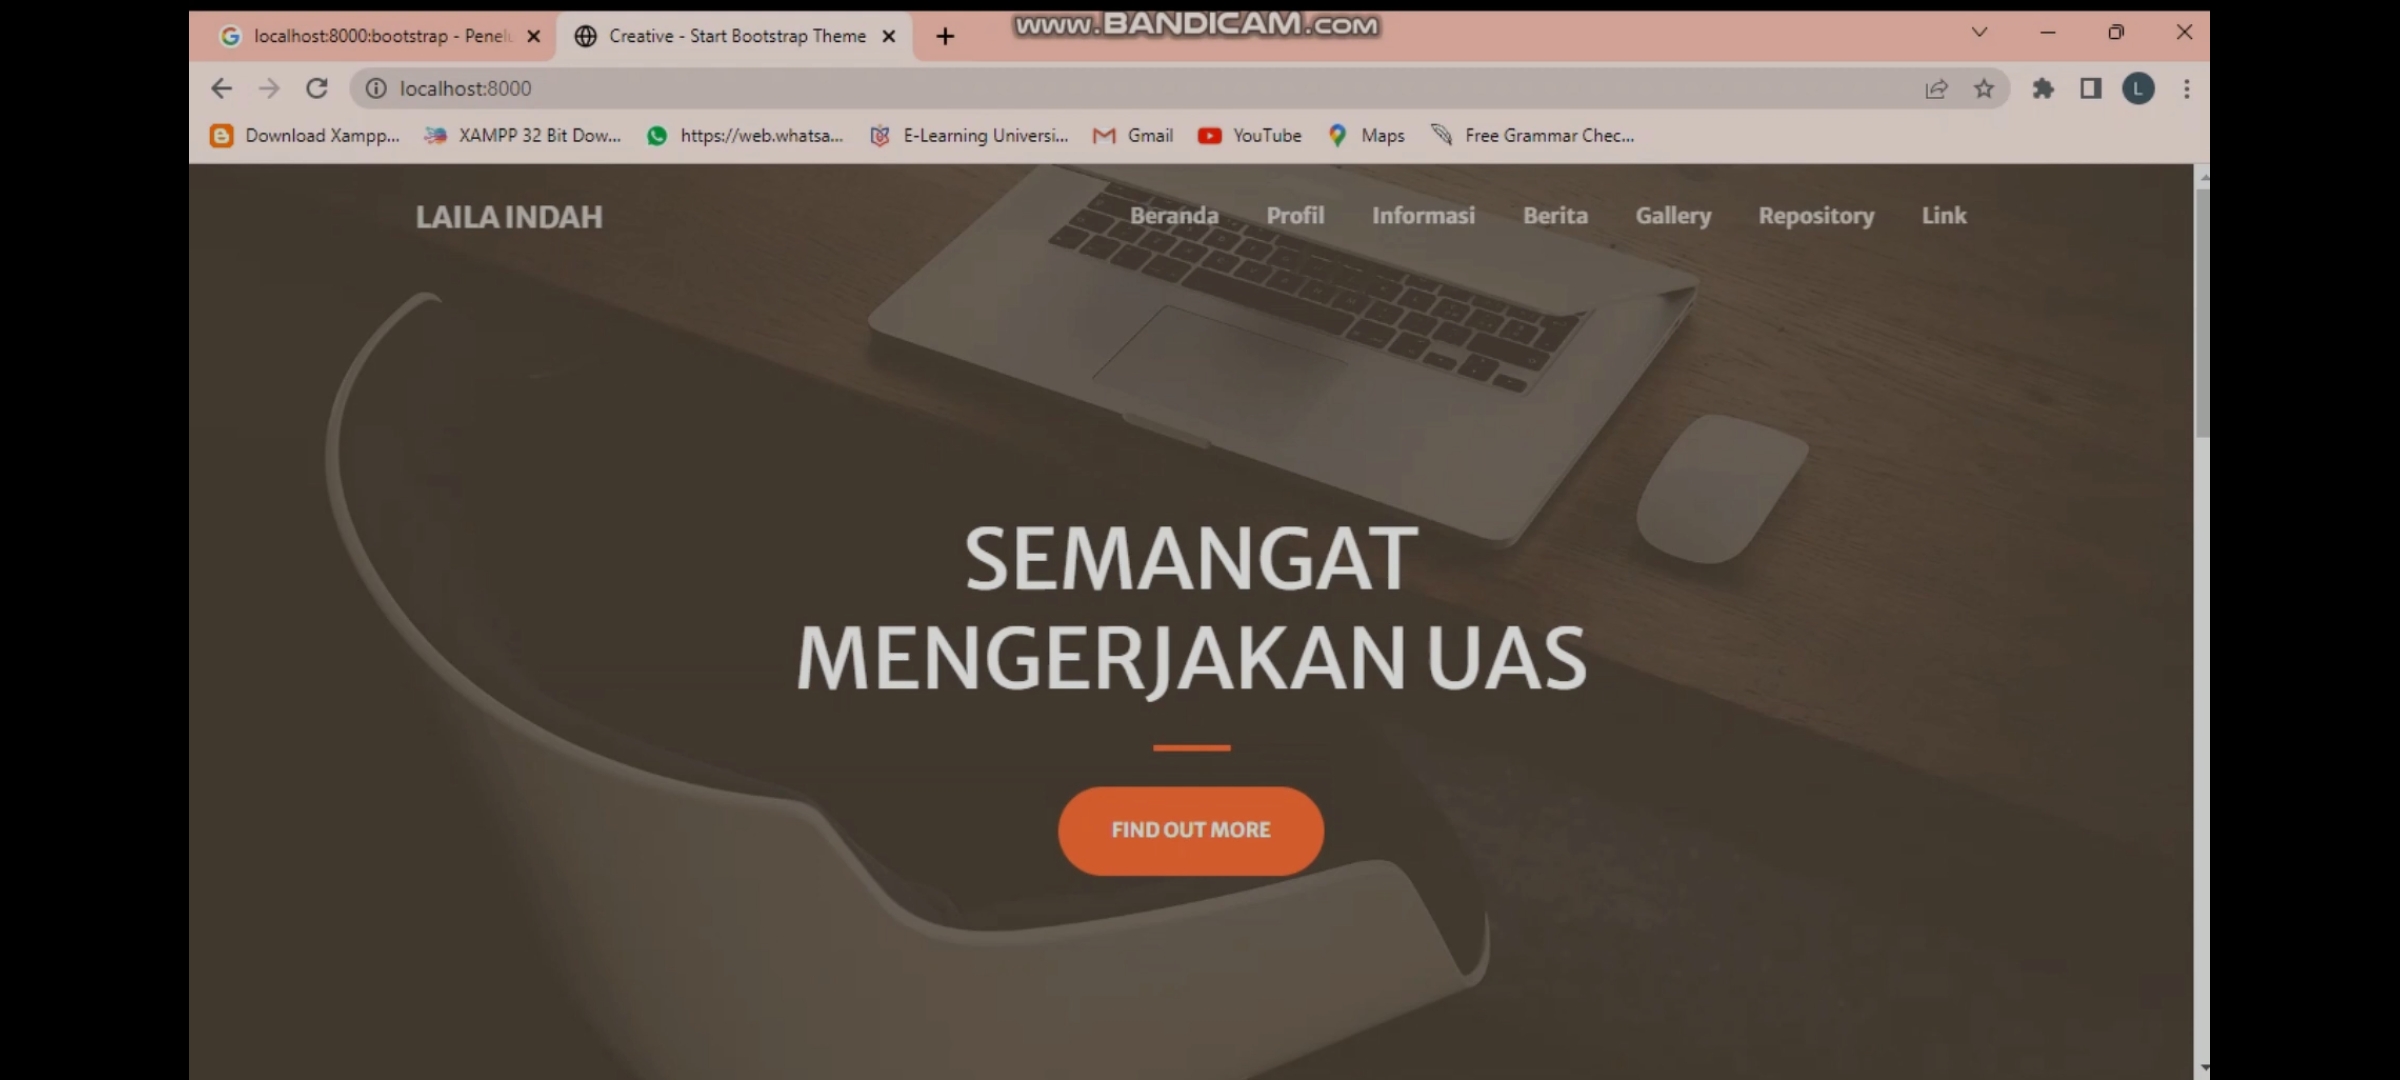 www.BANDICAM.com
localhost:8000:bootstrap - Penel
Creative - Start Bootstrap Theme
localhost:8000
L
Download Xampp...
XAMPP 32 Bit Dow...
https://web.whatsa...
E-Learning Universi...
Gmail
YouTube
Maps
Free Grammar Chec...
LAILA INDAH
Beranda
Profil
Informasi
Berita
Gallery
Repository
Link
SEMANGAT
MENGERJAKAN UAS
FIND OUT MORE